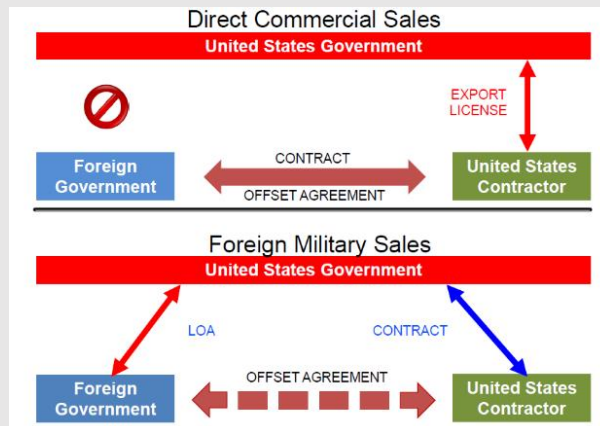 Direct Commercial Sales
United States Government
EXPORT
LICENSE
Foreign
Government
CONTRACT
OFFSET AGREEMENT
United States
Contractor
Foreign Military Sales
United States Government
LOA
CONTRACT
Foreign
Government
OFFSET AGREEMENT
United States
Contractor